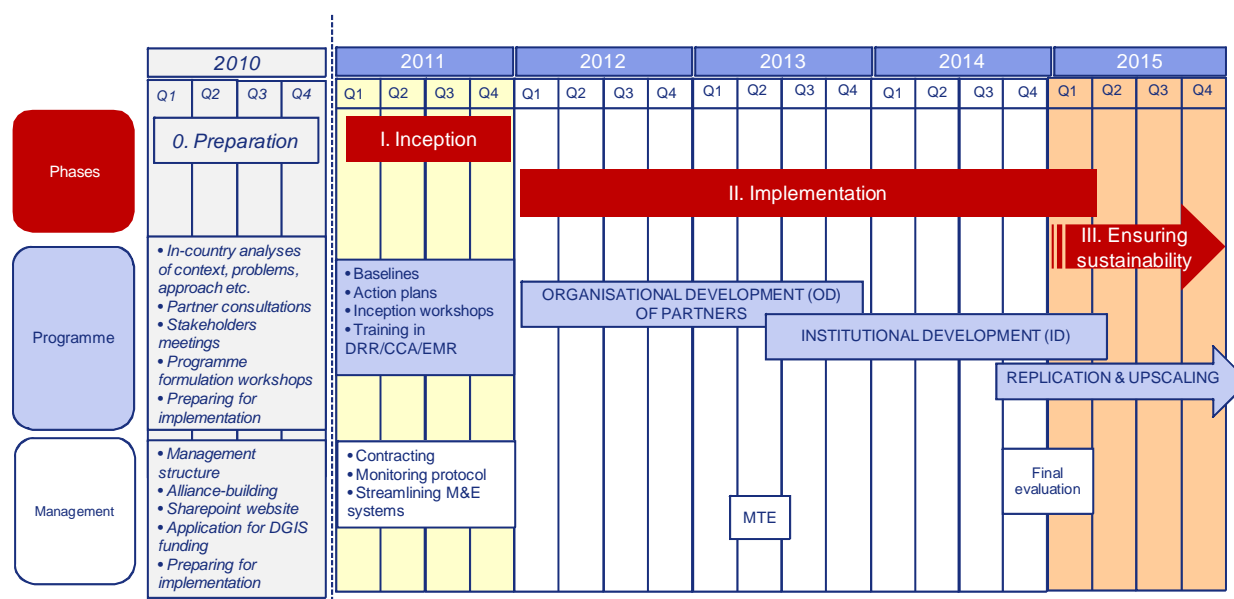 2010
2011
2012
2013
2014
2015
Q1 Q2 Q3 Q4
Q1 Q2 Q3 Q4
Q1 Q2 Q3 Q4
Q1 Q2 Q3 Q4
Q1 Q2 Q3 Q4
Q1 Q2 Q3 Q4
Phases
0. Preparation
I. Inception
II. Implementation
III. Ensuring
sustainability
Programme
• In-country analyses
of context, problems,
approach etc.
• Partner consultations
• Stakeholders
meetings
• Programme
formulation workshops
• Preparing for
implementation
• Baselines
• Action plans
• Inception workshops
• Training in
DRR/CCA/EMR
ORGANISATIONAL DEVELOPMENT (OD)
OF PARTNERS
INSTITUTIONAL DEVELOPMENT (ID)
REPLICATION & UPSCALING
Management
• Management
structure
• Alliance-building
• Sharepoint website
• Application for DGIS
funding
• Preparing for
implementation
• Contracting
• Monitoring protocol
• Streamlining M&E
systems
MTE
Final
evaluation